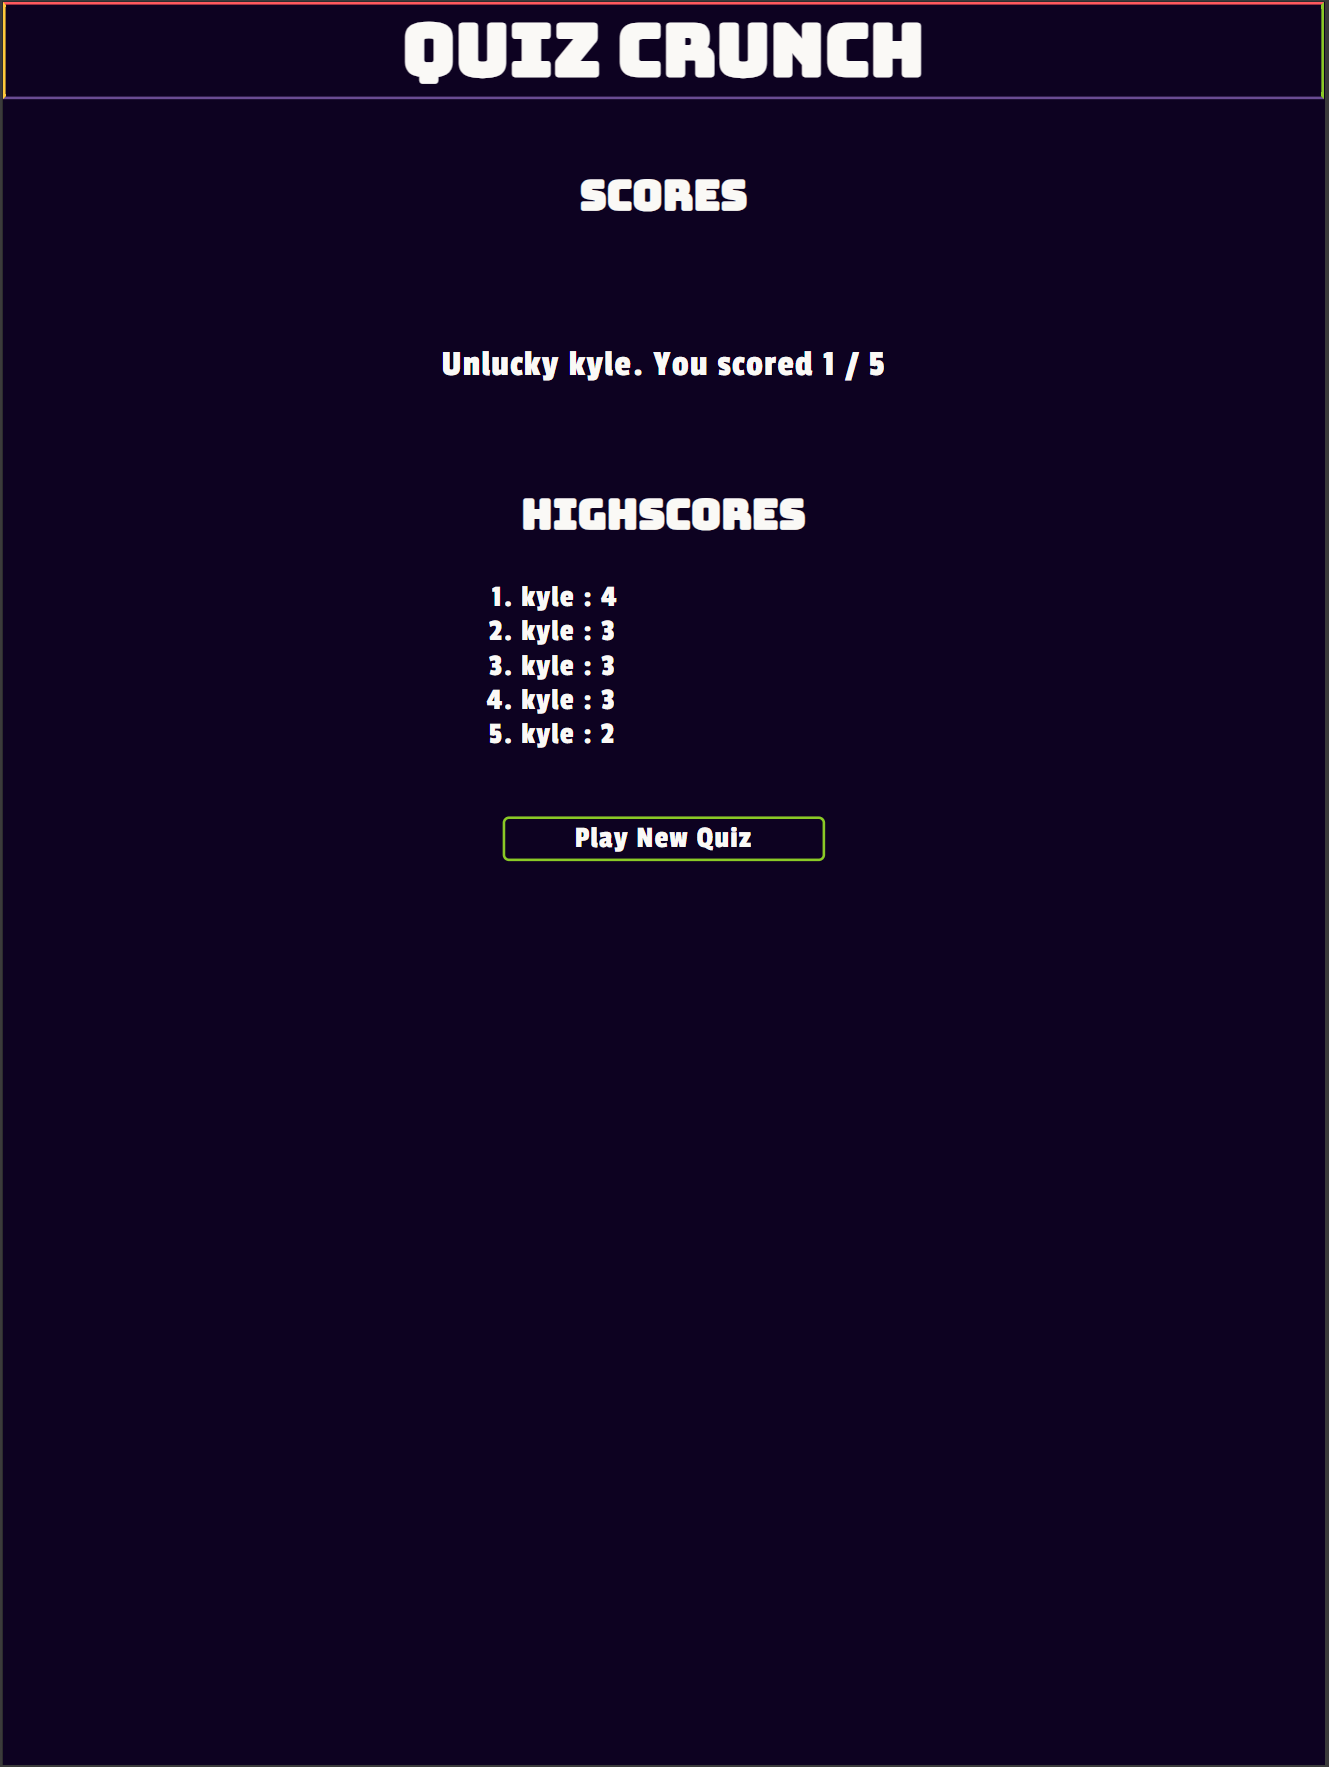 QUIZ CRUNCH
SCORES
Unlucky kyle. You scored 1 / 5
HIGHSCORES
1. kyle : 4
2. kyle : 3
3. kyle : 3
4. kyle : 3
5. kyle : 2
Play New Quiz